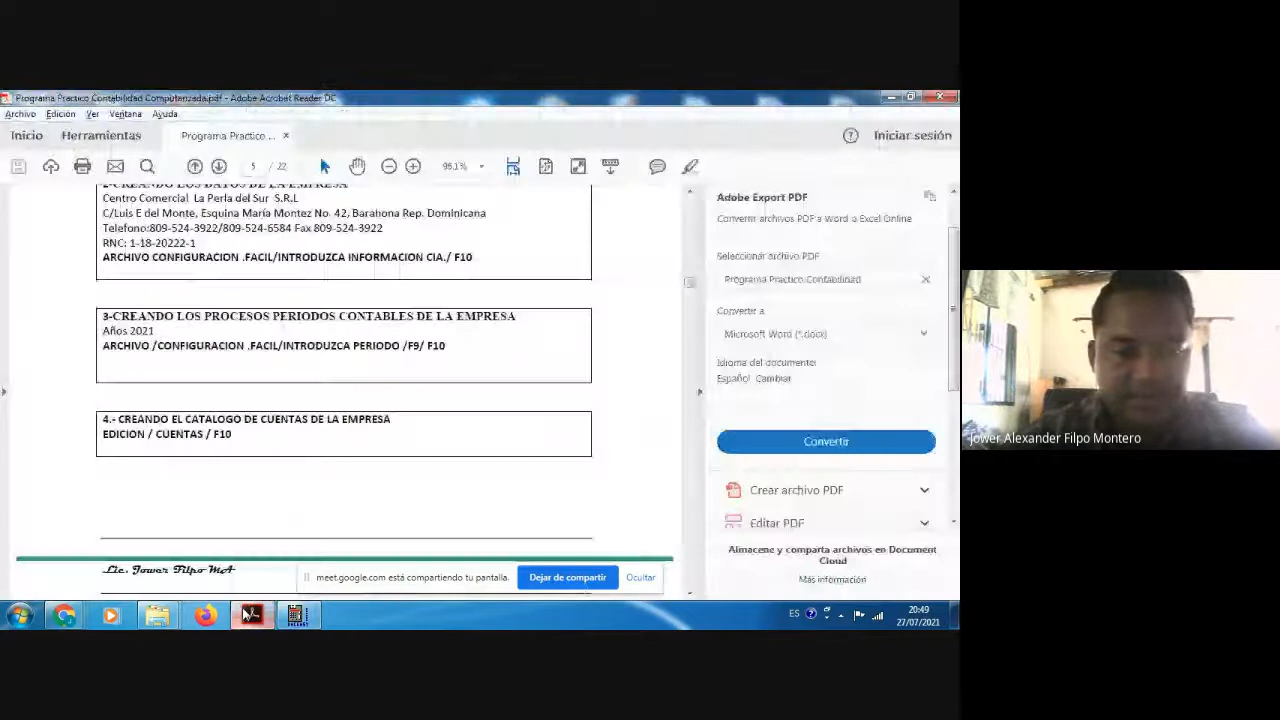 Programa Practico Contabilidad Computarizada.pdf - Adobe Acrobat Reader DC
Archivo Edición Ver Ventana Ayuda
Inicio Herramientas Programa Practico ... × Iniciar sesión
5 / 22 96.1%
2-CREANDO LOS DATOS DE LA EMPRESA
Centro Comercial La Perla del Sur S.R.L
C/Luis E del Monte, Esquina María Montez No. 42, Barahona Rep. Dominicana
Telefono:809-524-3922/809-524-6584 Fax 809-524-3922
RNC: 1-18-20222-1
ARCHIVO CONFIGURACION .FACIL/INTRODUZCA INFORMACION CIA./ F10
3-CREANDO LOS PROCESOS PERIODOS CONTABLES DE LA EMPRESA
Años 2021
ARCHIVO /CONFIGURACION .FACIL/INTRODUZCA PERIODO /F9/ F10
4.- CREANDO EL CATALOGO DE CUENTAS DE LA EMPRESA
EDICION / CUENTAS / F10
Lic. Jower Filpo MA
Adobe Export PDF
Convertir archivos PDF a Word o Excel Online
Seleccionar archivo PDF
Programa Practico Contabilidad
Convertir a
Microsoft Word (*.docx)
Idioma del documento:
Español Cambiar
Convertir
Crear archivo PDF
Editar PDF
Almacene y comparta archivos en Document
Cloud
Más información
meet.google.com está compartiendo tu pantalla. Dejar de compartir Ocultar
ES
20:49
27/07/2021
Jower Alexander Filpo Montero